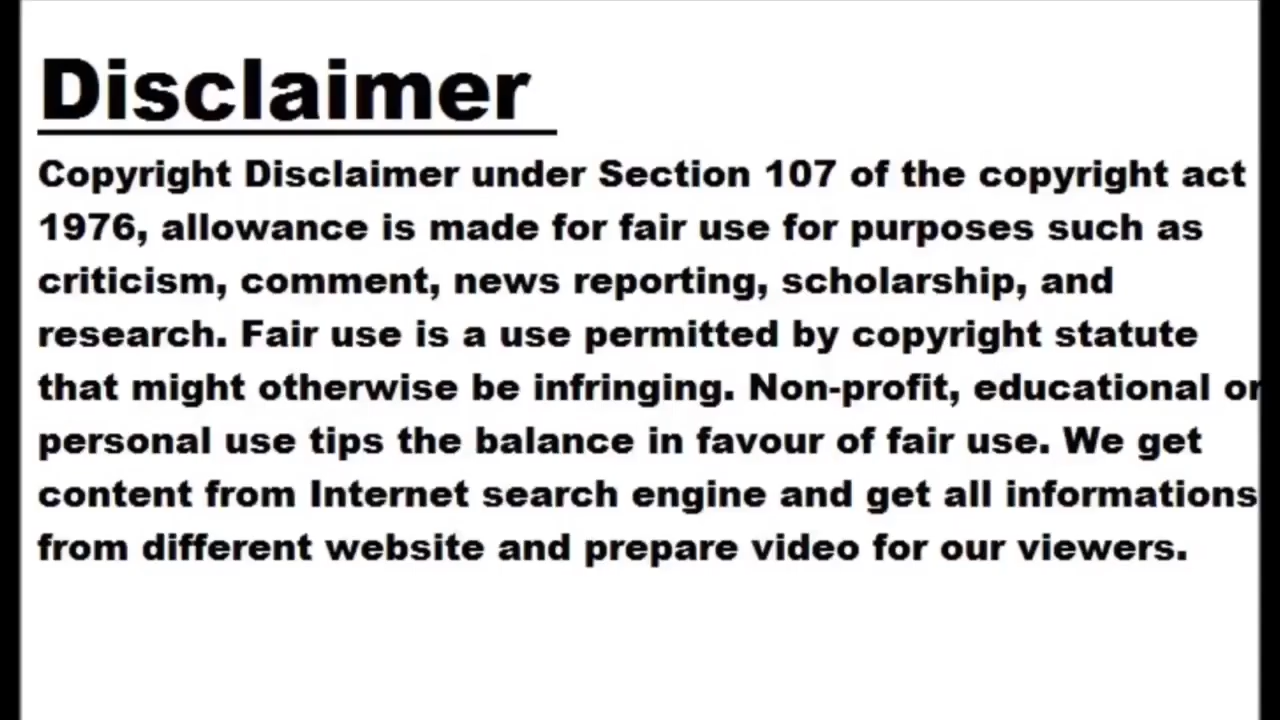 Disclaimer
Copyright Disclaimer under Section 107 of the copyright act
1976, allowance is made for fair use for purposes such as
criticism, comment, news reporting, scholarship, and
research. Fair use is a use permitted by copyright statute
that might otherwise be infringing. Non-profit, educational or
personal use tips the balance in favour of fair use. We get
content from Internet search engine and get all informations
from different website and prepare video for our viewers.